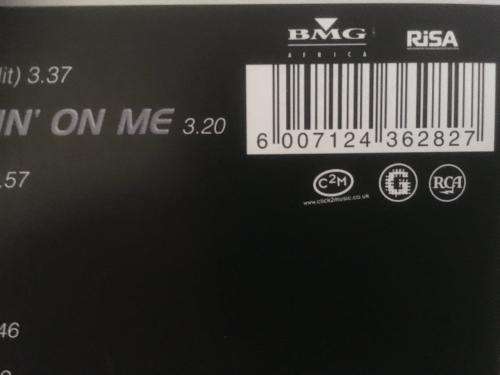 BMG
AFRICA
RiSA
lit) 3.37
IN' ON ME 3.20
6 007124 362827
.57
C2M
www.click2music.co.uk
G
RCA
46